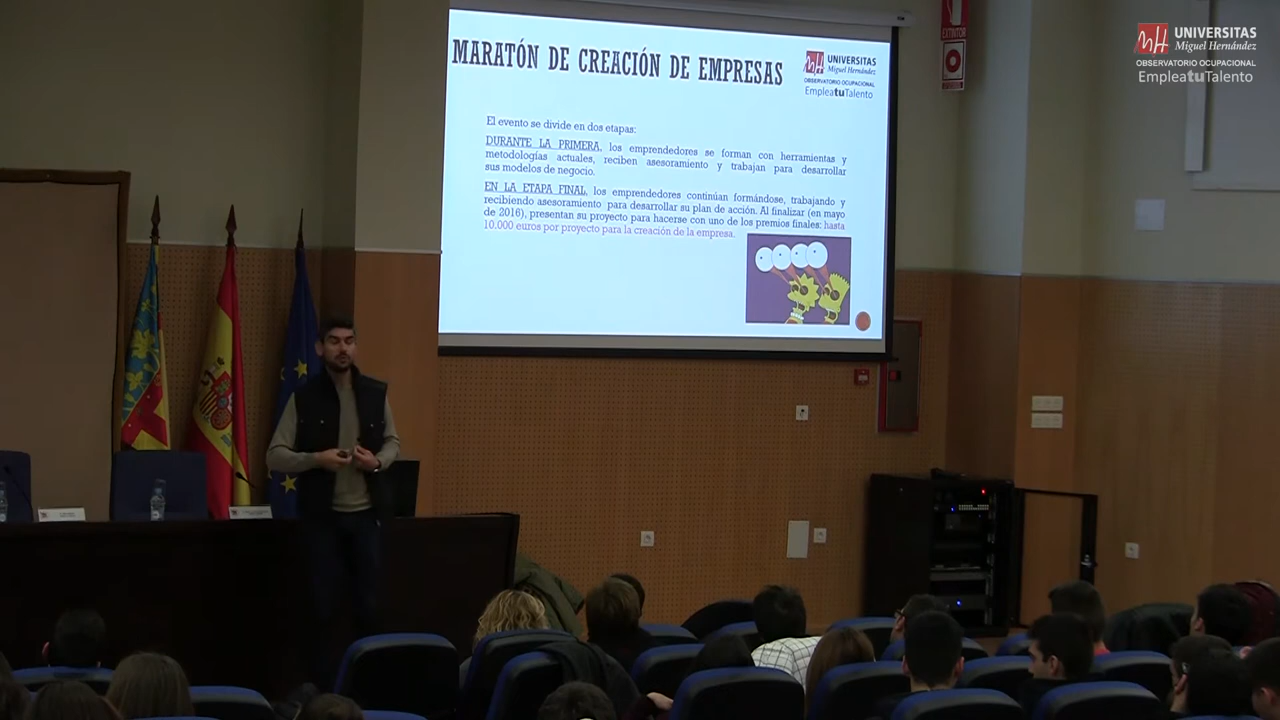 MARATÓN DE CREACIÓN DE EMPRESAS
UNIVERSITAS
Miguel Hernández
OBSERVATORIO OCUPACIONAL
EmpleatuTalento
El evento se divide en dos etapas:
DURANTE LA PRIMERA, los emprendedores se forman con herramientas y
metodologías actuales, reciben asesoramiento y trabajan para desarrollar
sus modelos de negocio.
EN LA ETAPA FINAL, los emprendedores continúan formándose, trabajando y
recibiendo asesoramiento para desarrollar su plan de acción. Al finalizar (en mayo
de 2016), presentan su proyecto para hacerse con uno de los premios finales: hasta
10.000 euros por proyecto para la creación de la empresa.
EXTINTOR
UNIVERSITAS
Miguel Hernández
OBSERVATORIO OCUPACIONAL
EmpleatuTalento